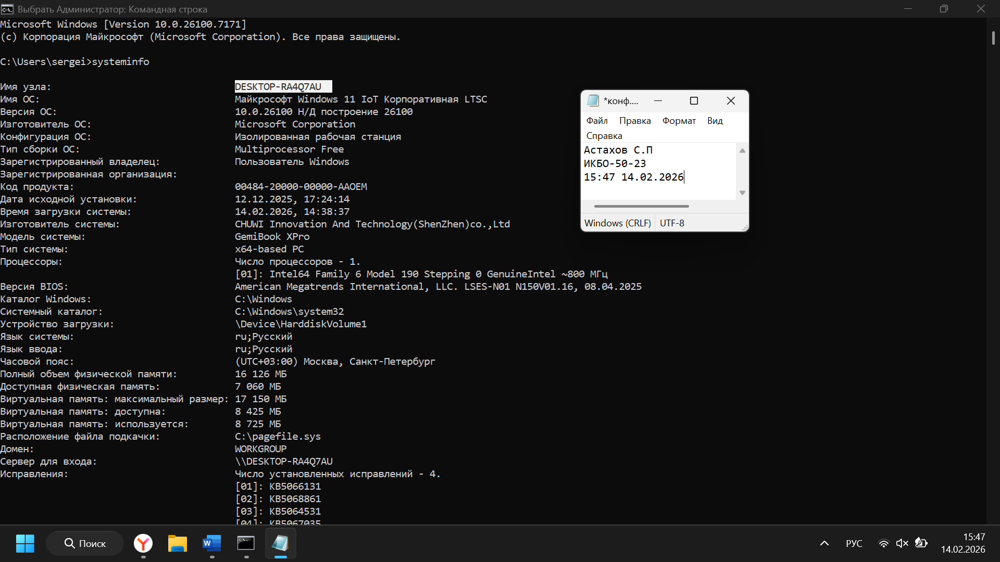 Выбрать Администратор: Командная строка
Microsoft Windows [Version 10.0.26100.7171]
(c) Корпорация Майкрософт (Microsoft Corporation). Все права защищены.
C:\Users\sergei>systeminfo
Имя узла: DESKTOP-RA4Q7AU
Имя ОС: Майкрософт Windows 11 IoT Корпоративная LTSC
Версия ОС: 10.0.26100 Н/Д построение 26100
Изготовитель ОС: Microsoft Corporation
Конфигурация ОС: Изолированная рабочая станция
Тип сборки ОС: Multiprocessor Free
Зарегистрированный владелец: Пользователь Windows
Зарегистрированная организация:
Код продукта: 00484-20000-00000-AAOEM
Дата исходной установки: 12.12.2025, 17:24:14
Время загрузки системы: 14.02.2026, 14:38:37
Изготовитель системы: CHUWI Innovation And Technology(ShenZhen)co.,Ltd
Модель системы: GemiBook XPro
Тип системы: x64-based PC
Процессоры: Число процессоров - 1.
[01]: Intel64 Family 6 Model 190 Stepping 0 GenuineIntel ~800 МГц
Версия BIOS: American Megatrends International, LLC. LSES-N01 N150V01.16, 08.04.2025
Каталог Windows: C:\Windows
Системный каталог: C:\Windows\system32
Устройство загрузки: \Device\HarddiskVolume1
Язык системы: ru;Русский
Язык ввода: ru;Русский
Часовой пояс: (UTC+03:00) Москва, Санкт-Петербург
Полный объем физической памяти: 16 126 МБ
Доступная физическая память: 7 060 МБ
Виртуальная память: максимальный размер: 17 150 МБ
Виртуальная память: доступна: 8 425 МБ
Виртуальная память: используется: 8 725 МБ
Расположение файла подкачки: C:\pagefile.sys
Домен: WORKGROUP
Сервер для входа: \\DESKTOP-RA4Q7AU
Исправления: Число установленных исправлений - 4.
[01]: KB5066131
[02]: KB5068861
[03]: KB5064531
[04]: KB5067035
*конф....
Файл Правка Формат Вид
Справка
Астахов С.П
ИКБО-50-23
15:47 14.02.2026
Windows (CRLF) UTF-8
Поиск
РУС
15:47
14.02.2026